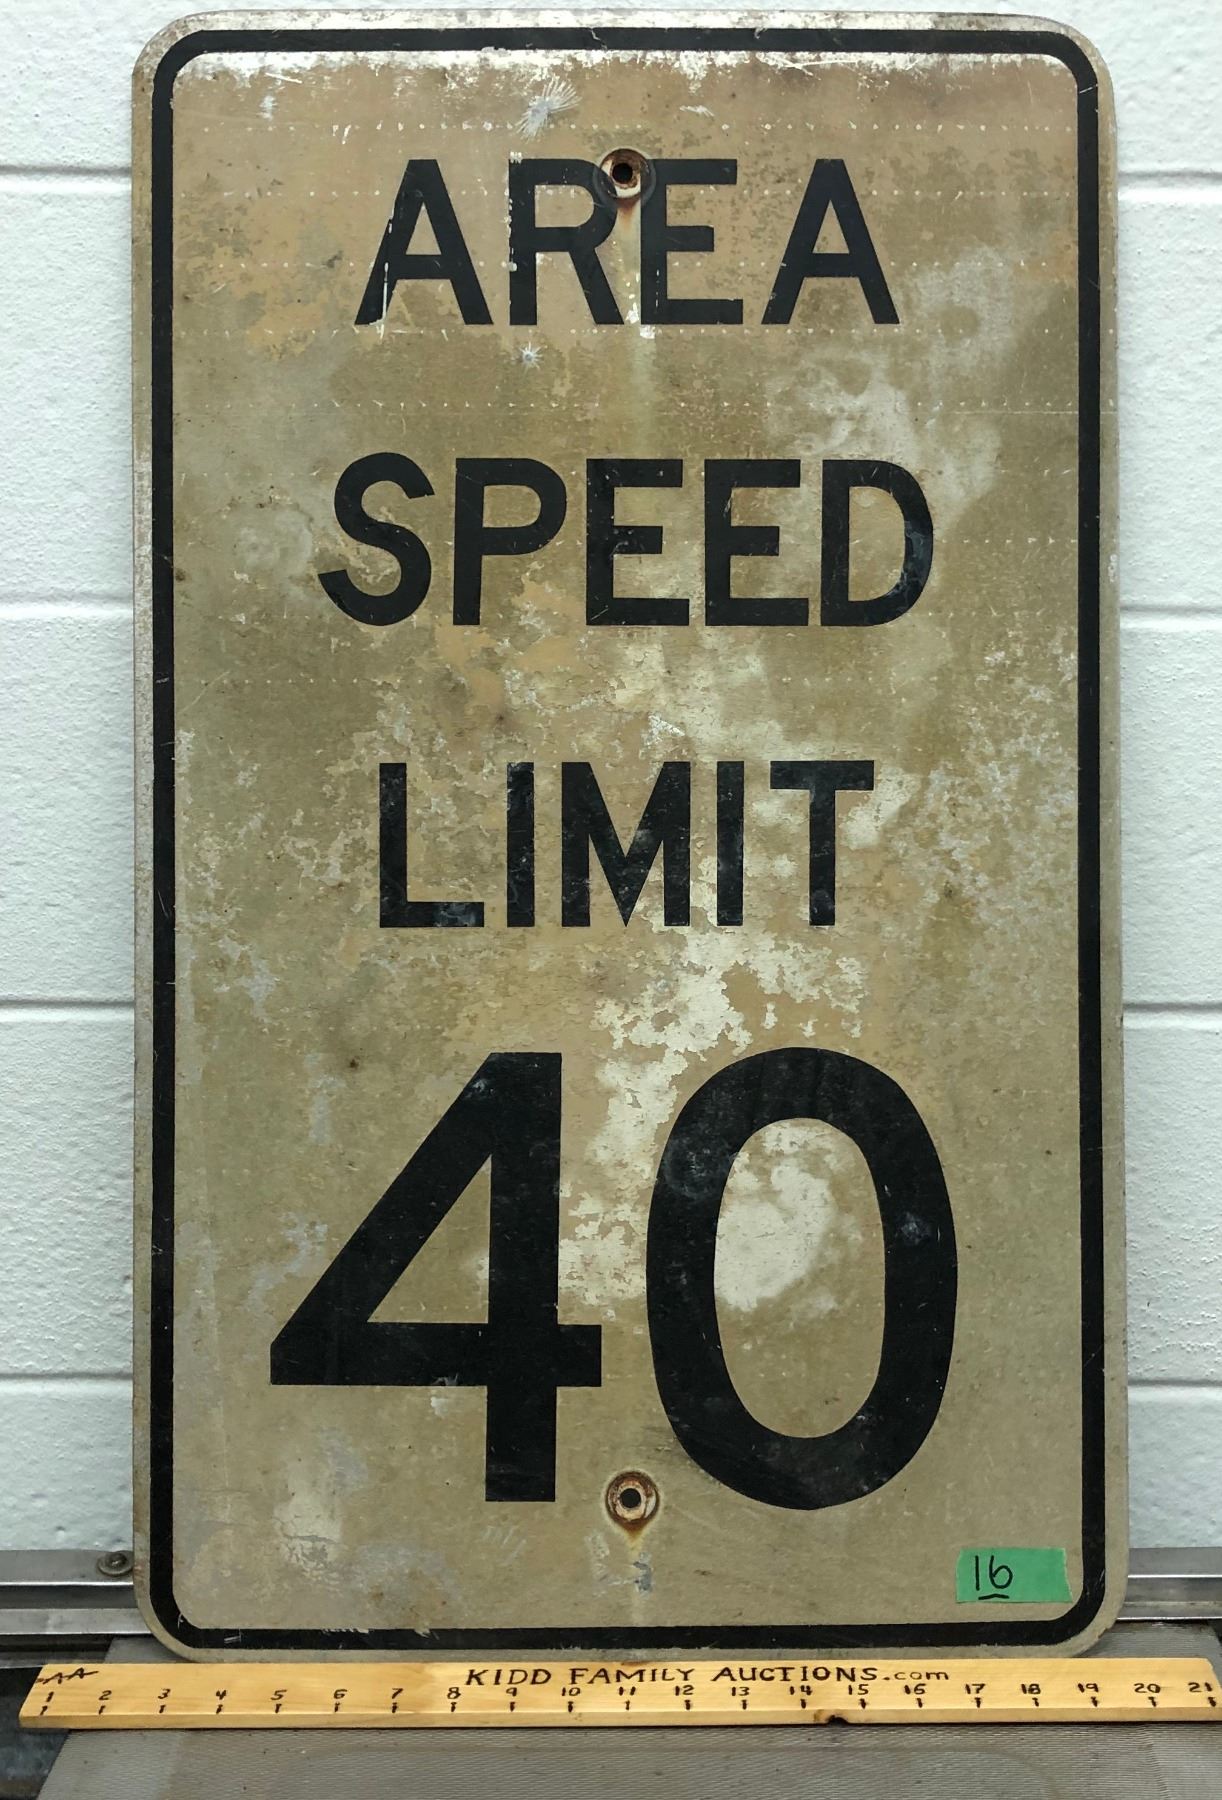 AREA
SPEED
LIMIT
40
16
AA KIDD FAMILY AUCTIONS.com
1 2 3 4 5 6 7 8 9 10 11 12 13 14 15 16 17 18 19 20 21